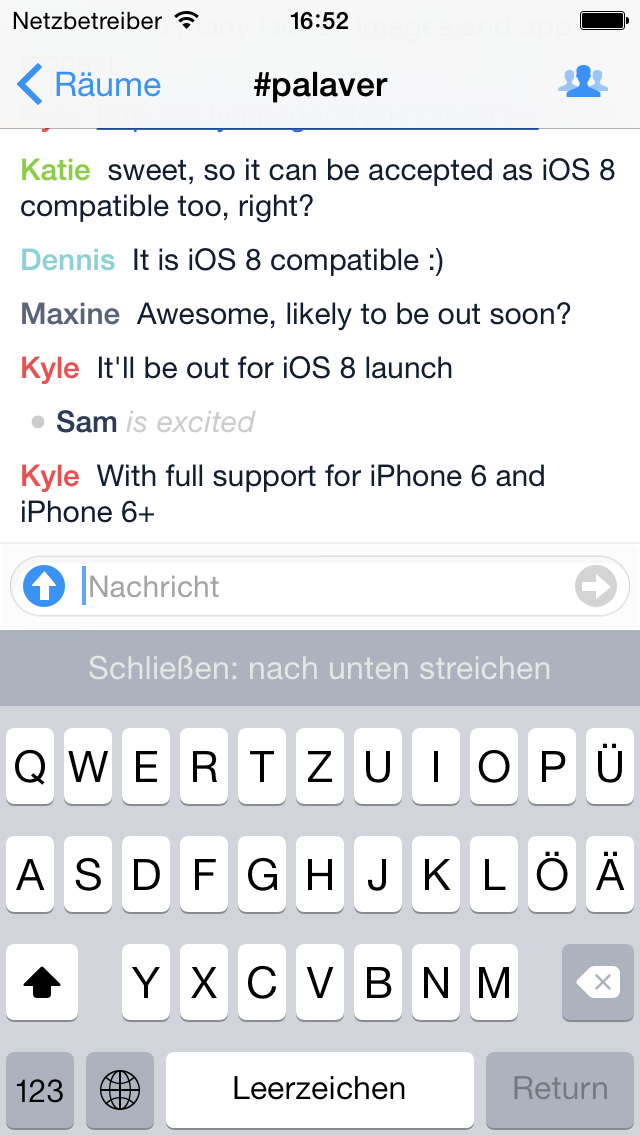 Netzbetreiber 16:52
Räume #palaver
Katie sweet, so it can be accepted as iOS 8
compatible too, right?
Dennis It is iOS 8 compatible :)
Maxine Awesome, likely to be out soon?
Kyle It'll be out for iOS 8 launch
Sam is excited
Kyle With full support for iPhone 6 and
iPhone 6+
Nachricht
Schließen: nach unten streichen
Q W E R T Z U I O P Ü
A S D F G H J K L Ö Ä
Y X C V B N M
123 Leerzeichen Return